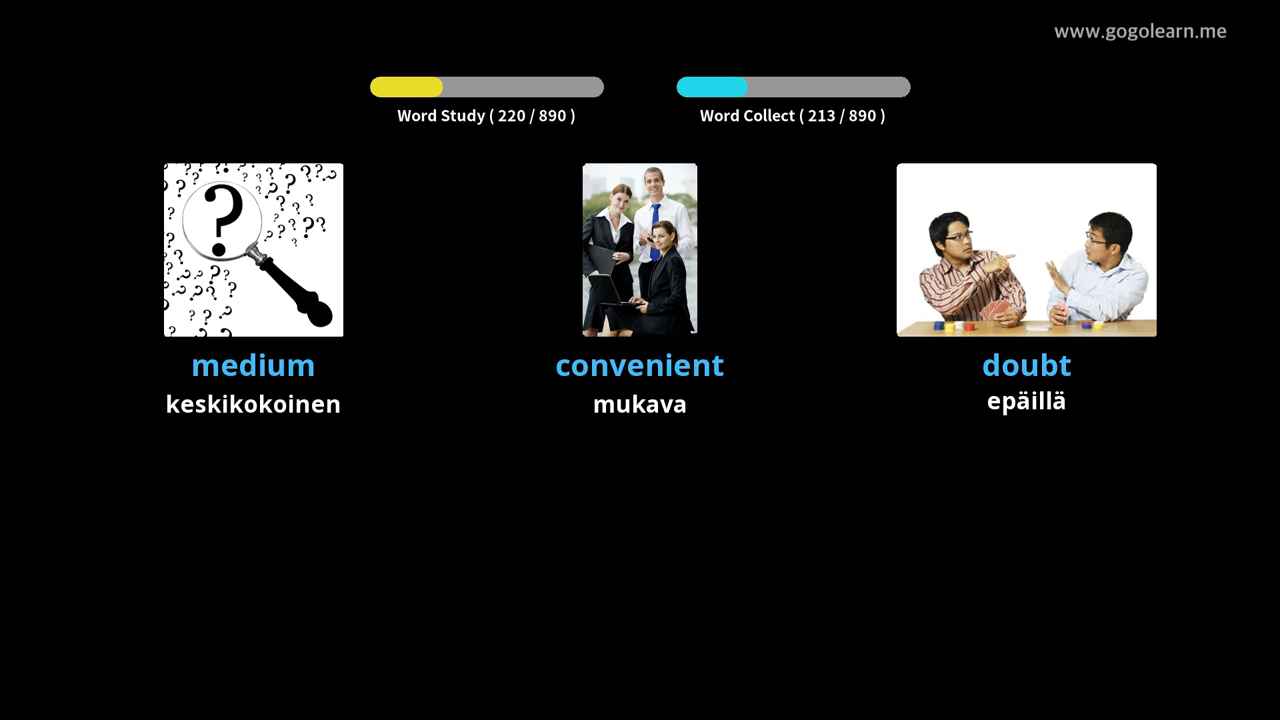 www.gogolearn.me
Word Study ( 220 / 890 )
Word Collect ( 213 / 890 )
medium
keskikokoinen
convenient
mukava
doubt
epäillä